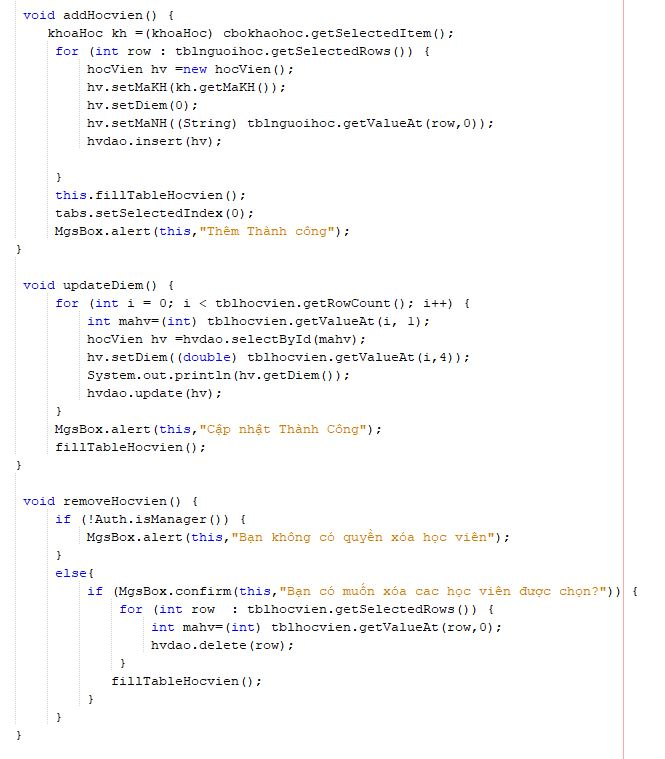 void addHocvien() {
khoaHoc kh =(khoaHoc) cbokhaohoc.getSelectedItem();
for (int row : tblnguoihoc.getSelectedRows()) {
hocVien hv =new hocVien();
hv.setMaKH(kh.getMaKH());
hv.setDiem(0);
hv.setMaNH((String) tblnguoihoc.getValueAt(row,0));
hvdao.insert(hv);
}
this.fillTableHocvien();
tabs.setSelectedIndex(0);
MgsBox.alert(this,"Thêm Thành công");
}
void updateDiem() {
for (int i = 0; i < tblhocvien.getRowCount(); i++) {
int mahv=(int) tblhocvien.getValueAt(i, 1);
hocVien hv =hvdao.selectById(mahv);
hv.setDiem((double) tblhocvien.getValueAt(i,4));
System.out.println(hv.getDiem());
hvdao.update(hv);
}
MgsBox.alert(this,"Cập nhật Thành Công");
fillTableHocvien();
}
void removeHocvien() {
if (!Auth.isManager()) {
MgsBox.alert(this,"Bạn không có quyền xóa học viên");
}
else{
if (MgsBox.confirm(this,"Bạn có muốn xóa cac học viên được chọn?")) {
for (int row  : tblhocvien.getSelectedRows()) {
int mahv=(int) tblhocvien.getValueAt(row,0);
hvdao.delete(row);
}
fillTableHocvien();
}
}
}